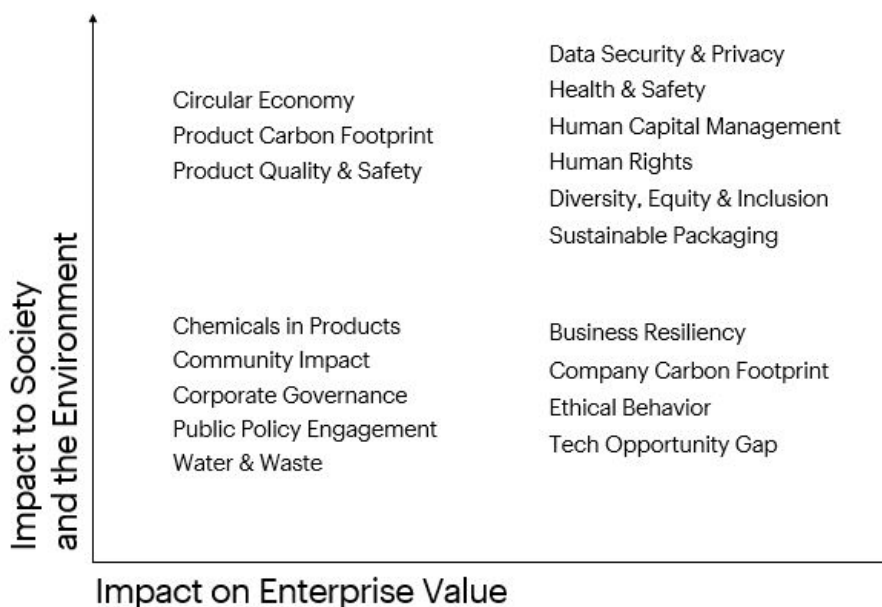 Impact to Society
and the Environment
Circular Economy
Product Carbon Footprint
Product Quality & Safety
Data Security & Privacy
Health & Safety
Human Capital Management
Human Rights
Diversity, Equity & Inclusion
Sustainable Packaging
Chemicals in Products
Community Impact
Corporate Governance
Public Policy Engagement
Water & Waste
Business Resiliency
Company Carbon Footprint
Ethical Behavior
Tech Opportunity Gap
Impact on Enterprise Value